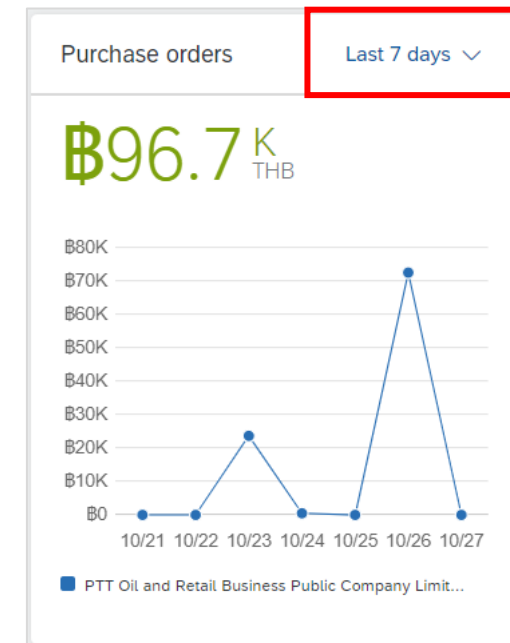 Purchase orders
Last 7 days
฿96.7 K
THB
฿80K
฿70K
฿60K
฿50K
฿40K
฿30K
฿20K
฿10K
฿0
10/21 10/22 10/23 10/24 10/25 10/26 10/27
PTT Oil and Retail Business Public Company Limit...